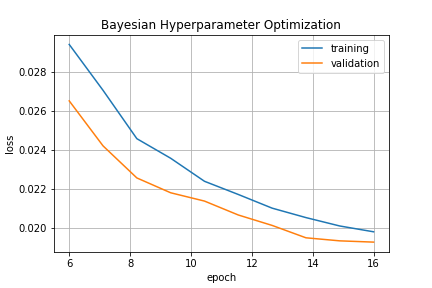 Bayesian Hyperparameter Optimization
training
validation
loss
0.028
0.026
0.024
0.022
0.020
6 8 10 12 14 16
epoch